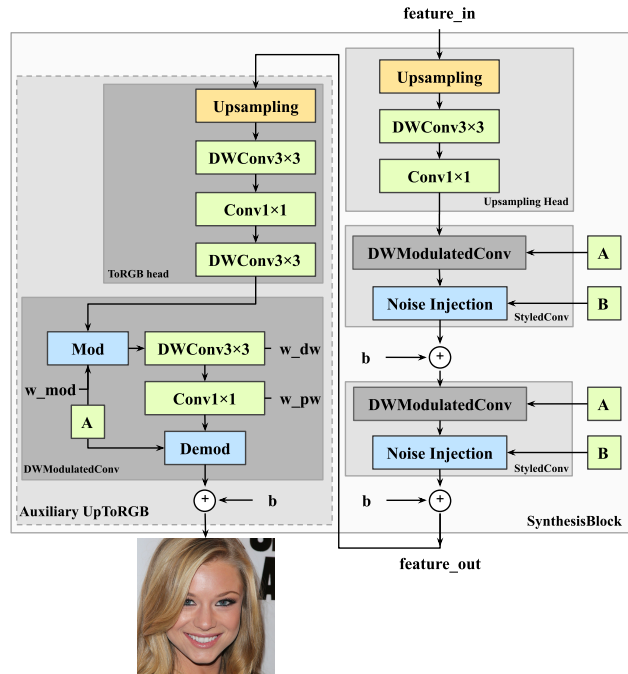 feature_in
Upsampling
DWConv3×3
Conv1×1
Upsampling Head
DWModulatedConv
A
Noise Injection
B
StyledConv
b
+
DWModulatedConv
A
Noise Injection
B
StyledConv
b
+
SynthesisBlock
feature_out
Upsampling
DWConv3×3
Conv1×1
DWConv3×3
ToRGB head
Mod
DWConv3×3
w_dw
w_mod
Conv1×1
w_pw
A
Demod
DWModulatedConv
+
b
Auxiliary UpToRGB